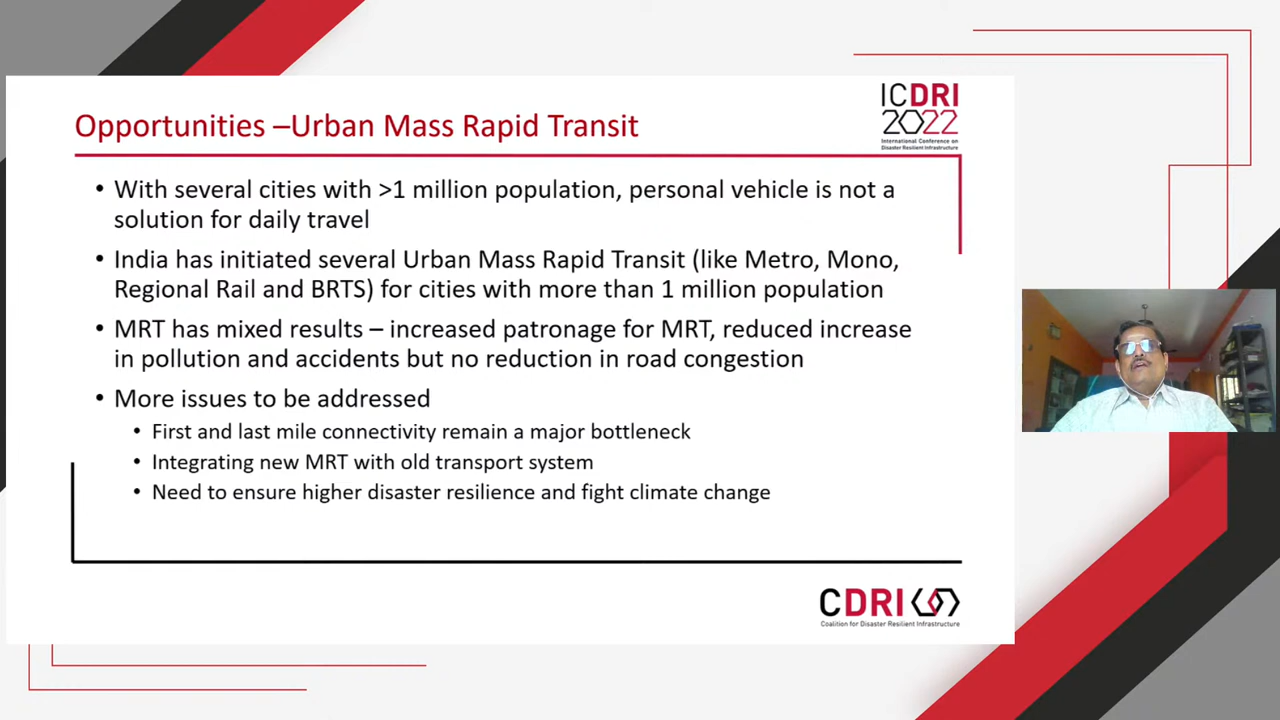 ICDRI
2022
International Conference on
Disaster Resilient Infrastructure
Opportunities –Urban Mass Rapid Transit
• With several cities with >1 million population, personal vehicle is not a
solution for daily travel
• India has initiated several Urban Mass Rapid Transit (like Metro, Mono,
Regional Rail and BRTS) for cities with more than 1 million population
• MRT has mixed results – increased patronage for MRT, reduced increase
in pollution and accidents but no reduction in road congestion
• More issues to be addressed
• First and last mile connectivity remain a major bottleneck
• Integrating new MRT with old transport system
• Need to ensure higher disaster resilience and fight climate change
CDRI
Coalition for Disaster Resilient Infrastructure